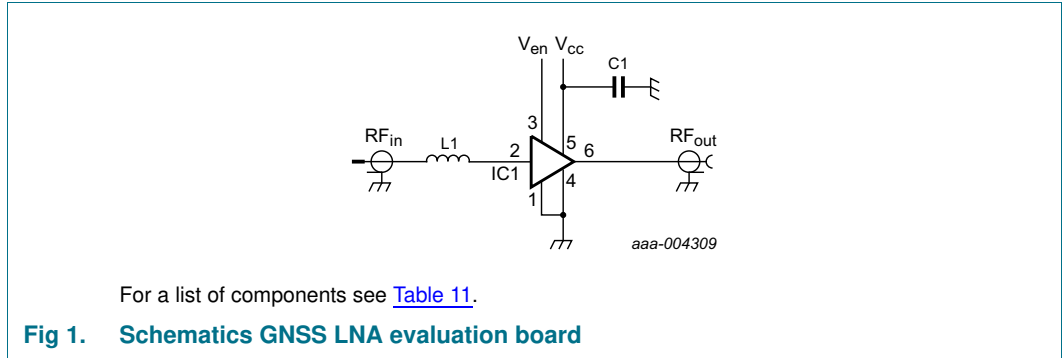 Ven Vcc
C1
3
RFin L1 2 5 6 RFout
IC1
1 4
aaa-004309
For a list of components see Table 11.
Fig 1. Schematics GNSS LNA evaluation board